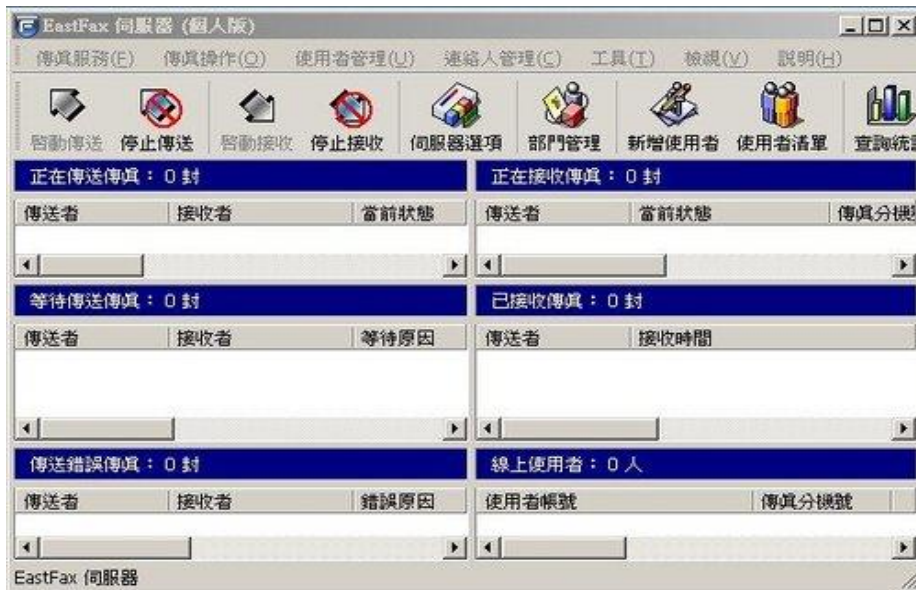 EastFax 伺服器 (個人版)
傳真服務(F) 傳真操作(O) 使用者管理(U) 連絡人管理(C) 工具(T) 檢視(V) 說明(H)
啓動傳送 停止傳送 啓動接收 停止接收 伺服器選項 部門管理 新增使用者 使用者清單 查詢統計
正在傳送傳真： 0 封
傳送者 接收者 當前狀態
正在接收傳真： 0 封
傳送者 當前狀態 傳真分機
等待傳送傳真： 0 封
傳送者 接收者 等待原因
已接收傳真： 0 封
傳送者 接收時間
傳送錯誤傳真： 0 封
傳送者 接收者 錯誤原因
線上使用者： 0 人
使用者帳號 傳真分機號
EastFax 伺服器